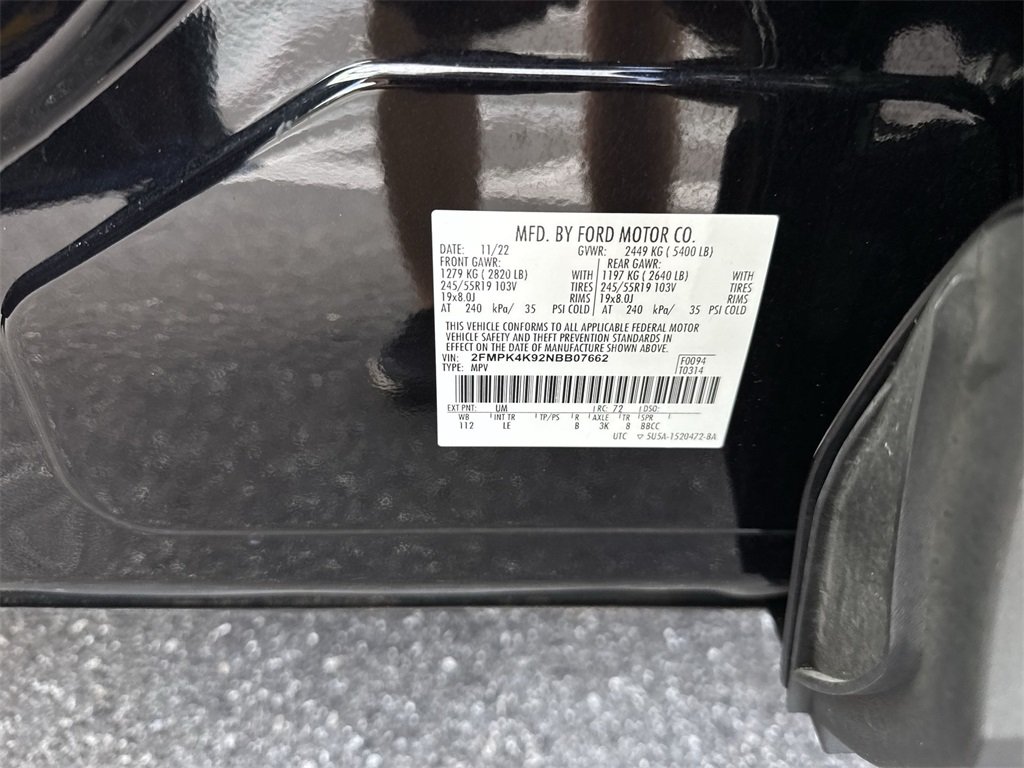 MFD. BY FORD MOTOR CO.
DATE: 11/22 GVWR: 2449 KG ( 5400 LB)
FRONT GAWR: REAR GAWR:
1279 KG ( 2820 LB) WITH 1197 KG ( 2640 LB) WITH
245/55R19 103V TIRES 245/55R19 103V TIRES
19x8.0J RIMS 19x8.0J RIMS
AT 240 kPa/ 35 PSI COLD AT 240 kPa/ 35 PSI COLD
THIS VEHICLE CONFORMS TO ALL APPLICABLE FEDERAL MOTOR
VEHICLE SAFETY AND THEFT PREVENTION STANDARDS IN
EFFECT ON THE DATE OF MANUFACTURE SHOWN ABOVE.
VIN: 2FMPK4K92NBB07662 F0094
TYPE: MPV T0314
EXT PNT: UM RC: 72 DSO:
WB INT TR TP/PS R AXLE TR SPR
112 LE B 3K 8 BBCC
UTC ▽ 5U5A-1520472-BA